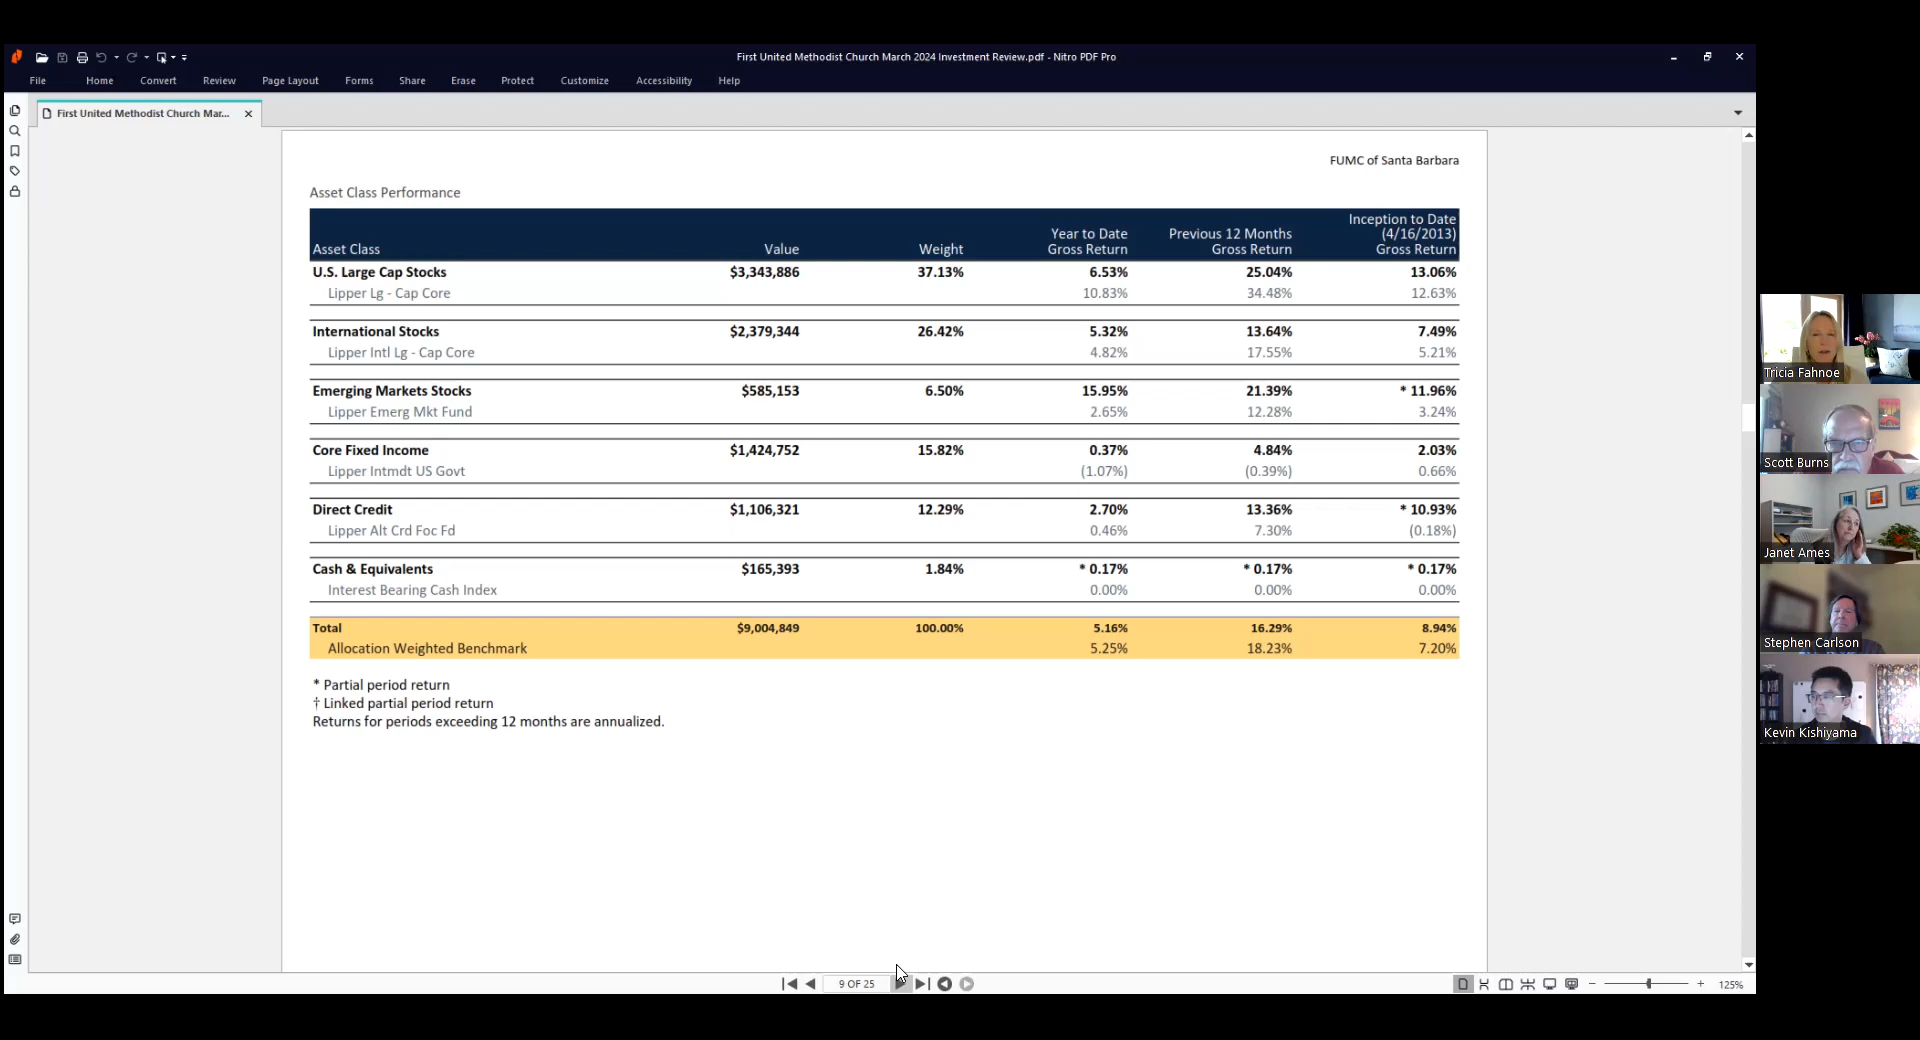 First United Methodist Church March 2024 Investment Review.pdf - Nitro PDF Pro
File Home Convert Review Page Layout Forms Share Erase Protect Customize Accessibility Help
First United Methodist Church Mar...
FUMC of Santa Barbara
Asset Class Performance
Asset Class Value Weight Year to Date Gross Return Previous 12 Months Gross Return Inception to Date (4/16/2013) Gross Return
U.S. Large Cap Stocks $3,343,886 37.13% 6.53% 25.04% 13.06%
Lipper Lg - Cap Core 10.83% 34.48% 12.63%
International Stocks $2,379,344 26.42% 5.32% 13.64% 7.49%
Lipper Intl Lg - Cap Core 4.82% 17.55% 5.21%
Emerging Markets Stocks $585,153 6.50% 15.95% 21.39% * 11.96%
Lipper Emerg Mkt Fund 2.65% 12.28% 3.24%
Core Fixed Income $1,424,752 15.82% 0.37% 4.84% 2.03%
Lipper Intmdt US Govt (1.07%) (0.39%) 0.66%
Direct Credit $1,106,321 12.29% 2.70% 13.36% * 10.93%
Lipper Alt Crd Foc Fd 0.46% 7.30% (0.18%)
Cash & Equivalents $165,393 1.84% * 0.17% * 0.17% * 0.17%
Interest Bearing Cash Index 0.00% 0.00% 0.00%
Total $9,004,849 100.00% 5.16% 16.29% 8.94%
Allocation Weighted Benchmark 5.25% 18.23% 7.20%
* Partial period return
† Linked partial period return
Returns for periods exceeding 12 months are annualized.
9 OF 25
125%
Tricia Fahnoe
Scott Burns
Janet Ames
Stephen Carlson
Kevin Kishiyama